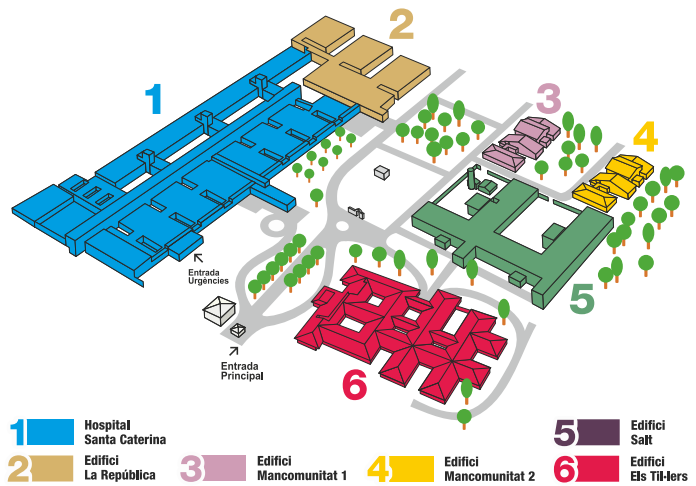 2
1
3
4
Entrada
Urgències
5
Entrada
Principal
6
1 Hospital
Santa Caterina
5 Edifici
Salt
2 Edifici
La República
3 Edifici
Mancomunitat 1
4 Edifici
Mancomunitat 2
6 Edifici
Els Til·lers